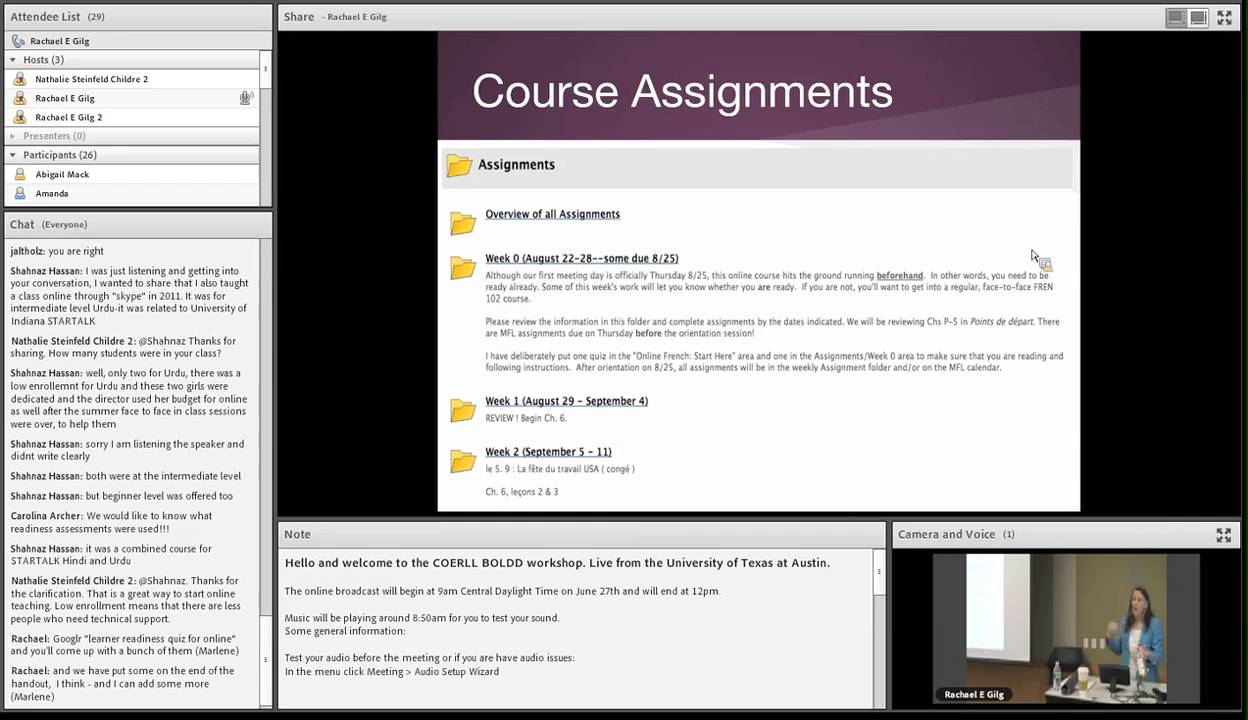 Attendee List (29)
Rachael E Gilg
Hosts (3)
Nathalie Steinfeld Childre 2
Rachael E Gilg
Rachael E Gilg 2
Presenters (0)
Participants (26)
Abigail Mack
Amanda
Chat (Everyone)
jaltholz: you are right
Shahnaz Hassan: I was just listening and getting into
your conversation, I wanted to share that I also taught
a class online through "skype" in 2011. It was for
intermediate level Urdu-it was related to University of
Indiana STARTALK
Nathalie Steinfeld Childre 2: @Shahnaz Thanks for
sharing. How many students were in your class?
Shahnaz Hassan: well, only two for Urdu, there was a
low enrollemnt for Urdu and these two girls were
dedicated and the director used her budget for online
as well after the summer face to face in class sessions
were over, to help them
Shahnaz Hassan: sorry I am listening the speaker and
didnt write clearly
Shahnaz Hassan: both were at the intermediate level
Shahnaz Hassan: but beginner level was offered too
Carolina Archer: We would like to know what
readiness assessments were used!!!
Shahnaz Hassan: it was a combined course for
STARTALK Hindi and Urdu
Nathalie Steinfeld Childre 2: @Shahnaz. Thanks for
the clarification. That is a great way to start online
teaching. Low enrollment means that there are less
people who need technical support.
Rachael: Googlr "learner readiness quiz for online"
and you'll come up with a bunch of them (Marlene)
Rachael: and we have put some on the end of the
handout, I think - and I can add some more
(Marlene)
Share - Rachael E Gilg
Course Assignments
Assignments
Overview of all Assignments
Week 0 (August 22-28--some due 8/25)
Although our first meeting day is officially Thursday 8/25, this online course hits the ground running beforehand. In other words, you need to be
ready already. Some of this week's work will let you know whether you are ready. If you are not, you'll want to get into a regular, face-to-face FREN
102 course.
Please review the information in this folder and complete assignments by the dates indicated. We will be reviewing Chs P-5 in Points de départ. There
are MFL assignments due on Thursday before the orientation session!
I have deliberately put one quiz in the "Online French: Start Here" area and one in the Assignments/Week 0 area to make sure that you are reading and
following instructions. After orientation on 8/25, all assignments will be in the weekly Assignment folder and/or on the MFL calendar.
Week 1 (August 29 - September 4)
REVIEW ! Begin Ch. 6.
Week 2 (September 5 - 11)
le 5. 9 : La fête du travail USA ( congé )
Ch. 6, leçons 2 & 3
Note
Hello and welcome to the COERLL BOLDD workshop. Live from the University of Texas at Austin.
The online broadcast will begin at 9am Central Daylight Time on June 27th and will end at 12pm.
Music will be playing around 8:50am for you to test your sound.
Some general information:
Test your audio before the meeting or if you are have audio issues:
In the menu click Meeting > Audio Setup Wizard
Camera and Voice (1)
Rachael E Gilg